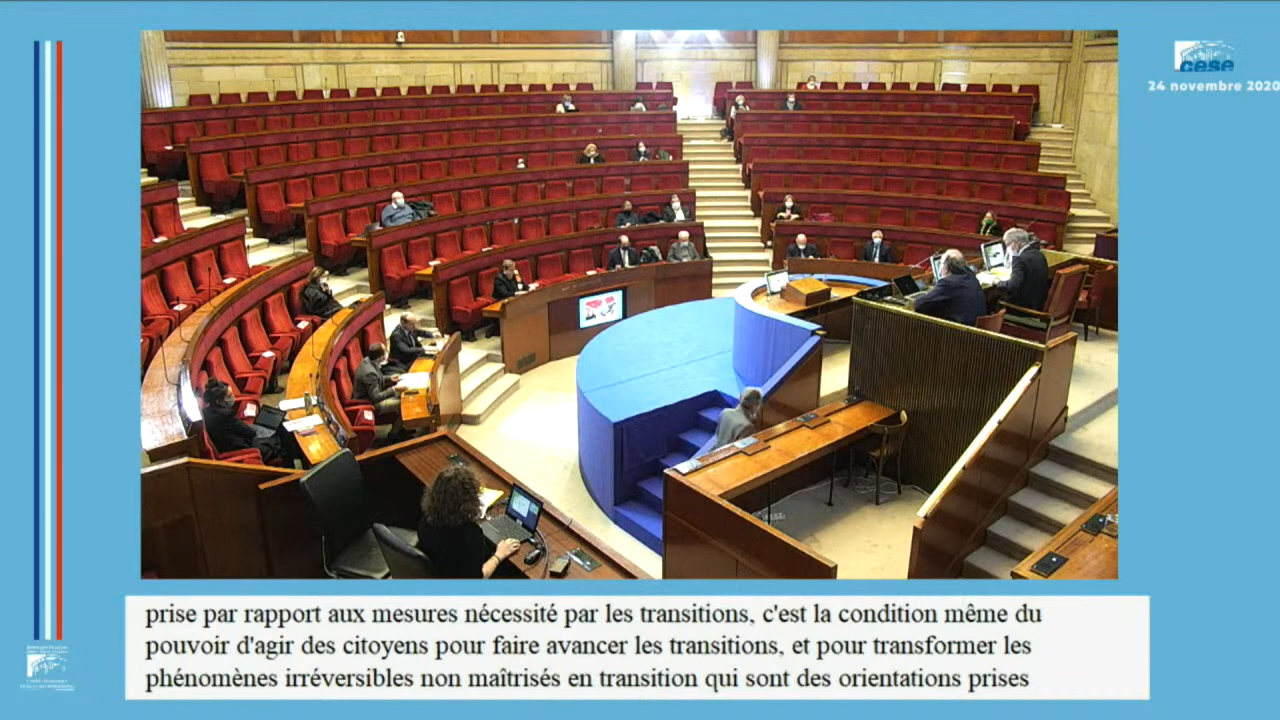 cese
24 novembre 2020
prise par rapport aux mesures nécessité par les transitions, c'est la condition même du
pouvoir d'agir des citoyens pour faire avancer les transitions, et pour transformer les
phénomènes irréversibles non maîtrisés en transition qui sont des orientations prises